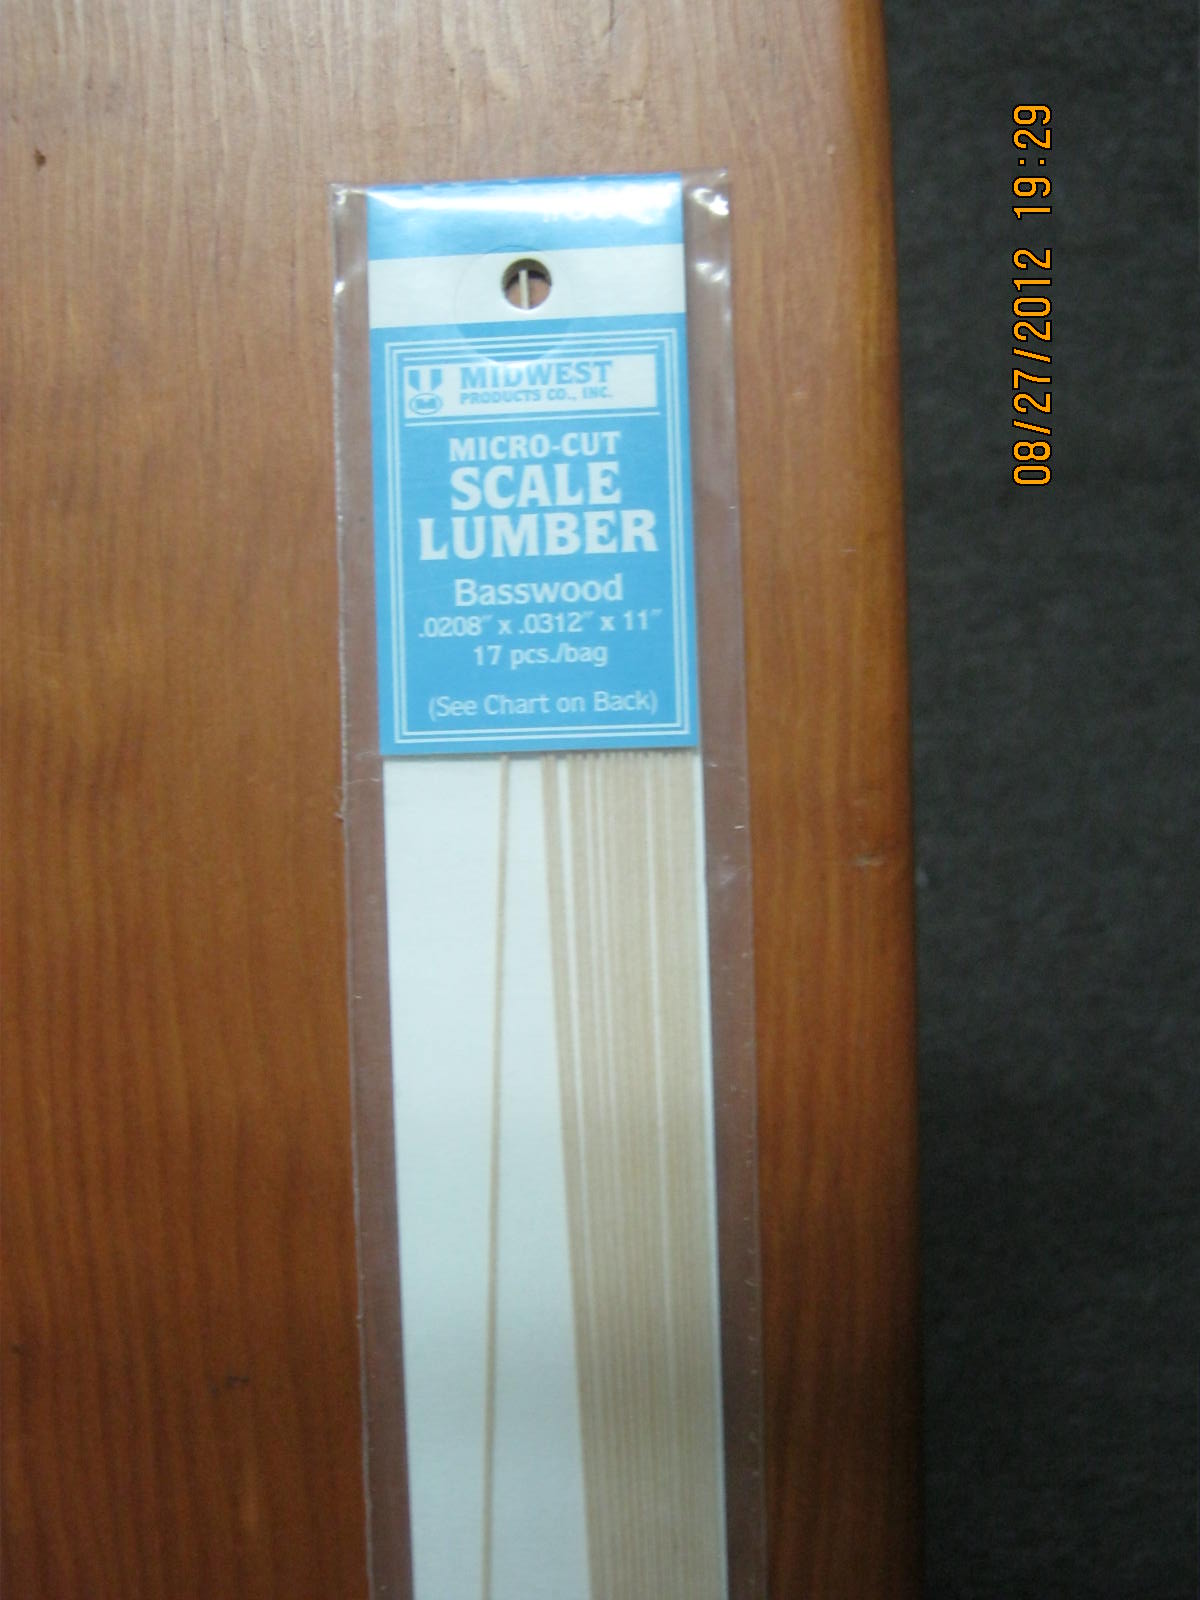 MIDWEST
PRODUCTS CO., INC.
MICRO-CUT
SCALE
LUMBER
Basswood
.0208″ x .0312″ x 11″
17 pcs./bag
(See Chart on Back)
08/27/2012 19:29